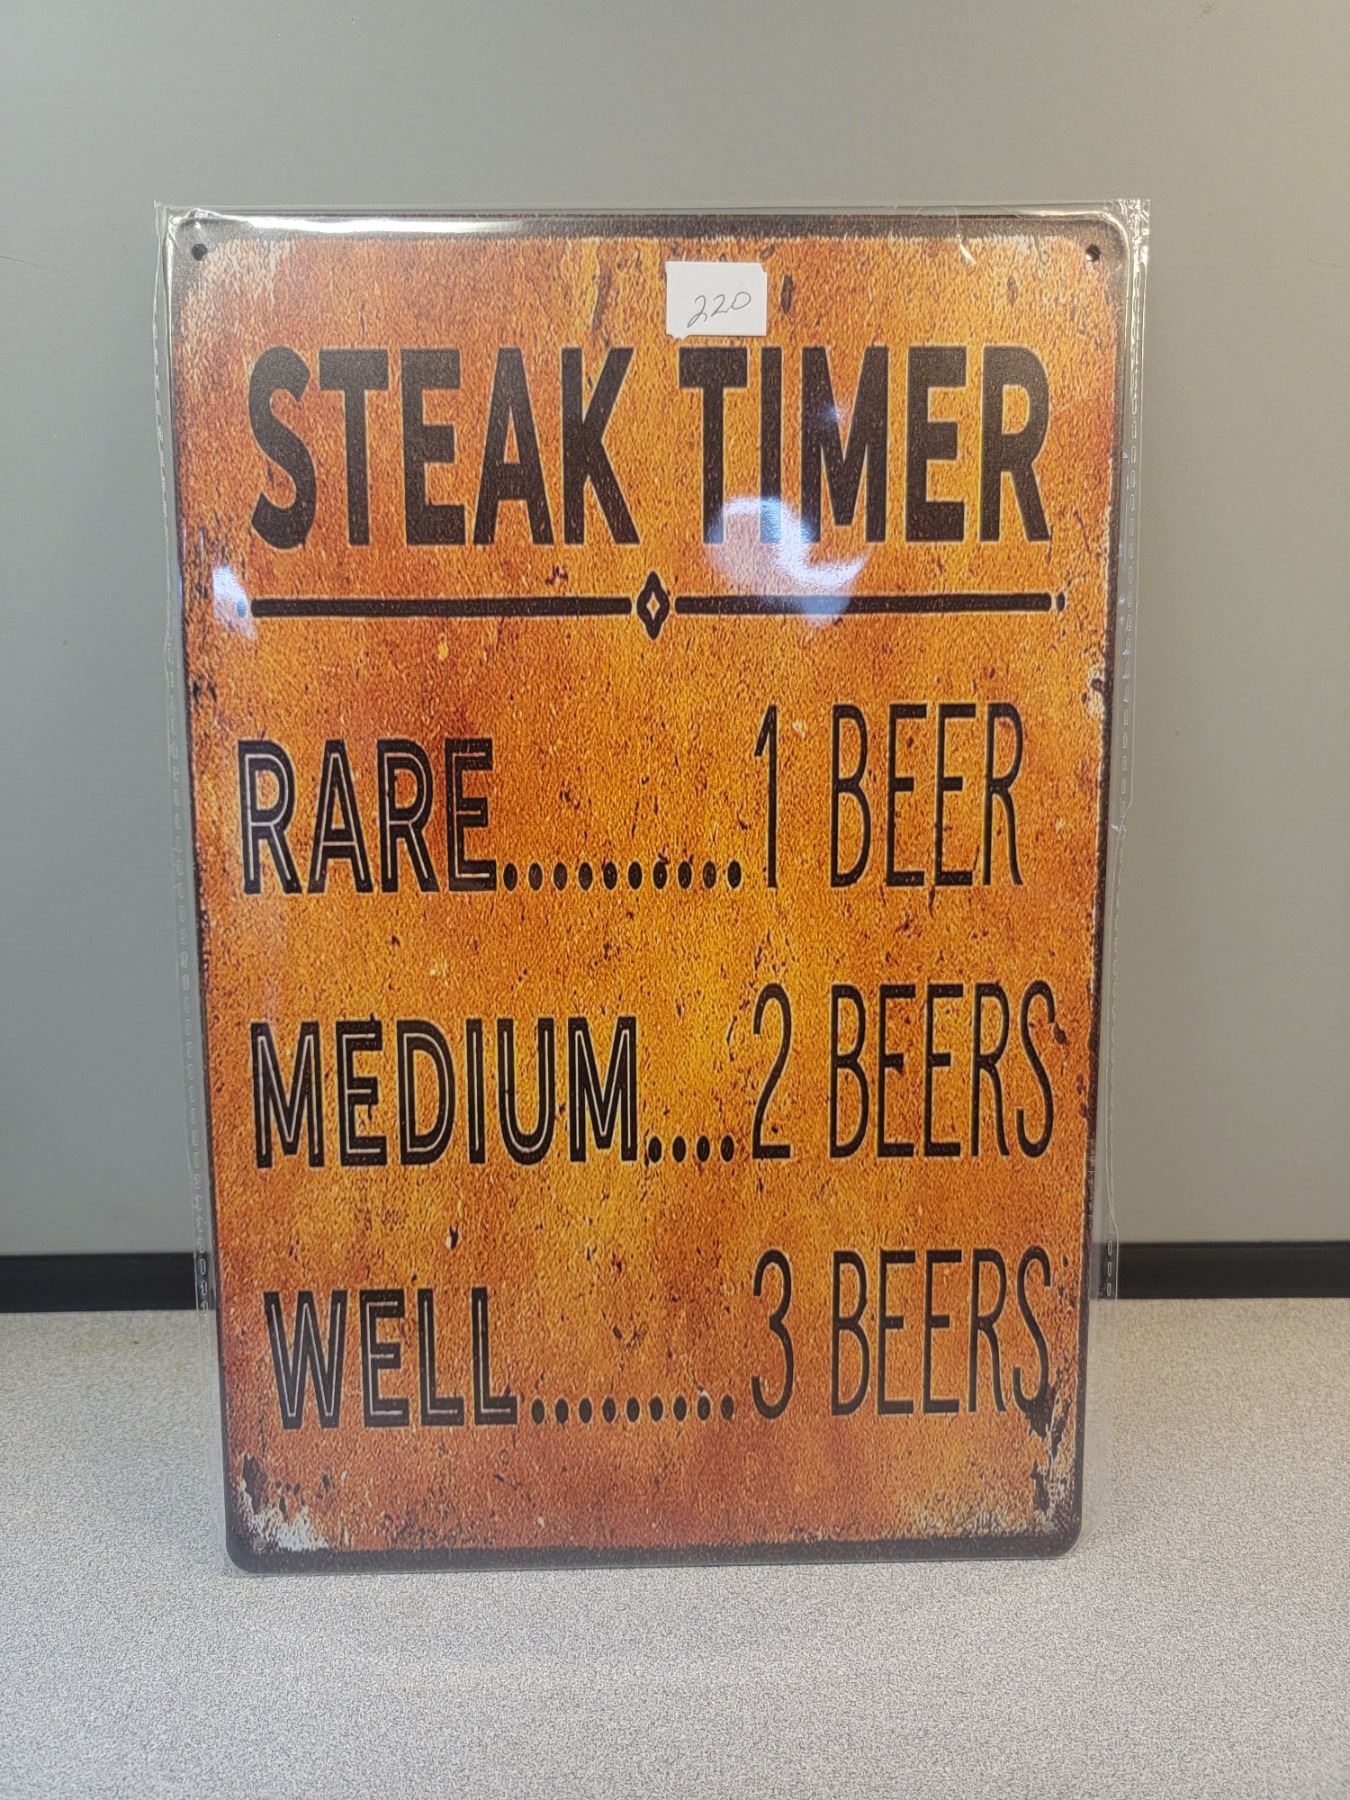 220
STEAK TIMER
RARE..........1 BEER
MEDIUM....2 BEERS
WELL.........3 BEERS